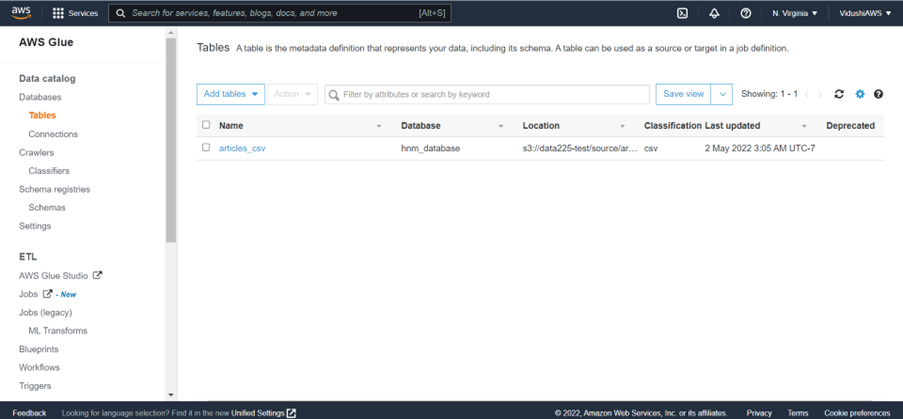 aws Services Search for services, features, blogs, docs, and more [Alt+S] N. Virginia VidushiAWS
AWS Glue
Data catalog
Databases
Tables
Connections
Crawlers
Classifiers
Schema registries
Schemas
Settings
ETL
AWS Glue Studio
Jobs - New
Jobs (legacy)
ML Transforms
Blueprints
Workflows
Triggers
Tables A table is the metadata definition that represents your data, including its schema. A table can be used as a source or target in a job definition.
Add tables Action Filter by attributes or search by keyword Save view Showing: 1 - 1
Name Database Location Classification Last updated Deprecated
articles_csv hnm_database s3://data225-test/source/ar... csv 2 May 2022 3:05 AM UTC-7
Feedback Looking for language selection? Find it in the new Unified Settings © 2022, Amazon Web Services, Inc. or its affiliates. Privacy Terms Cookie preferences